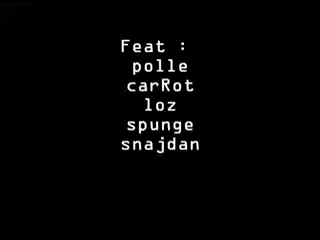 Feat :
polle
carRot
loz
spunge
snajdan